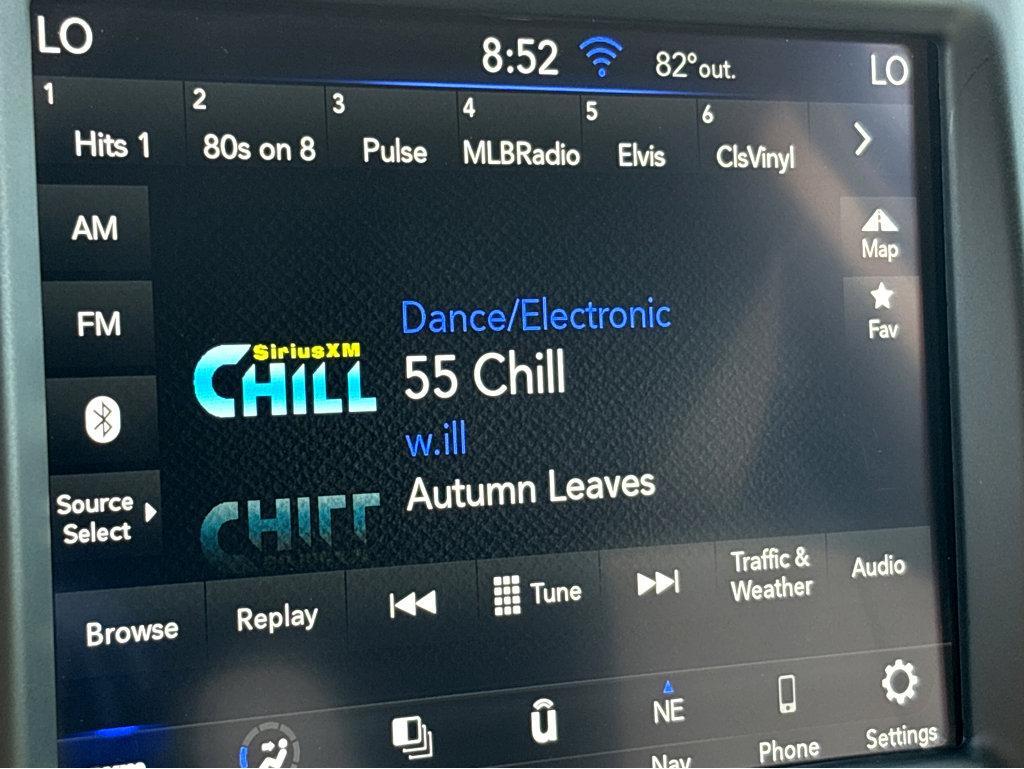 LO
8:52
82° out.
LO
1
2
3
4
5
6
Hits 1
80s on 8
Pulse
MLBRadio
Elvis
ClsVinyl
AM
Map
FM
Fav
Dance/Electronic
SiriusXM
CHILL
55 Chill
w.ill
Autumn Leaves
Source
Select
Browse
Replay
Tune
Traffic &
Weather
Audio
û
NE
Nav
Phone
Settings